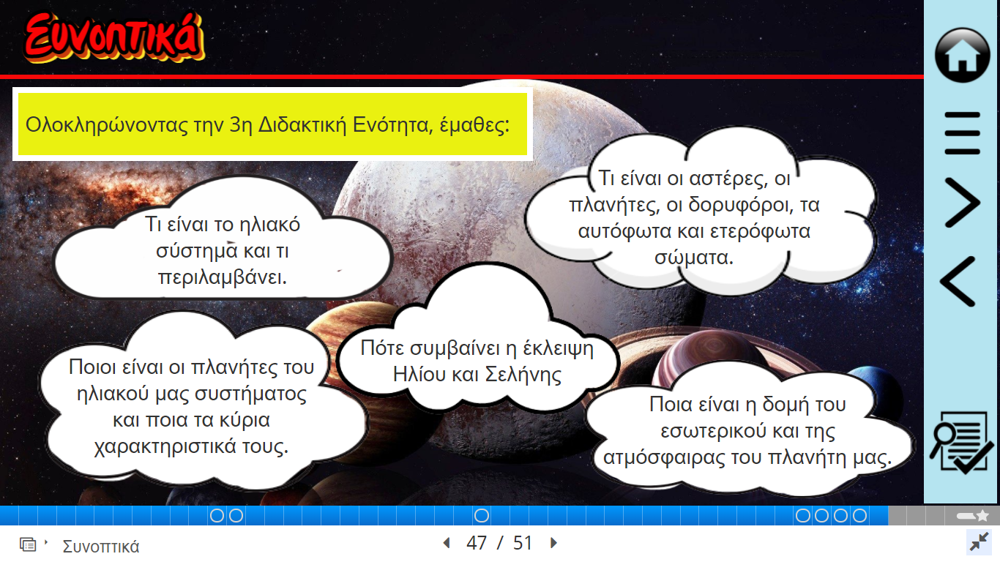 Συνοπτικά
Ολοκληρώνοντας την 3η Διδακτική Ενότητα, έμαθες:
Τι είναι το ηλιακό
σύστημα και τι
περιλαμβάνει.
Τι είναι οι αστέρες, οι
πλανήτες, οι δορυφόροι, τα
αυτόφωτα και ετερόφωτα
σώματα.
Πότε συμβαίνει η έκλειψη
Ηλίου και Σελήνης
Ποιοι είναι οι πλανήτες του
ηλιακού μας συστήματος
και ποια τα κύρια
χαρακτηριστικά τους.
Ποια είναι η δομή του
εσωτερικού και της
ατμόσφαιρας του πλανήτη μας.
Συνοπτικά
47 / 51